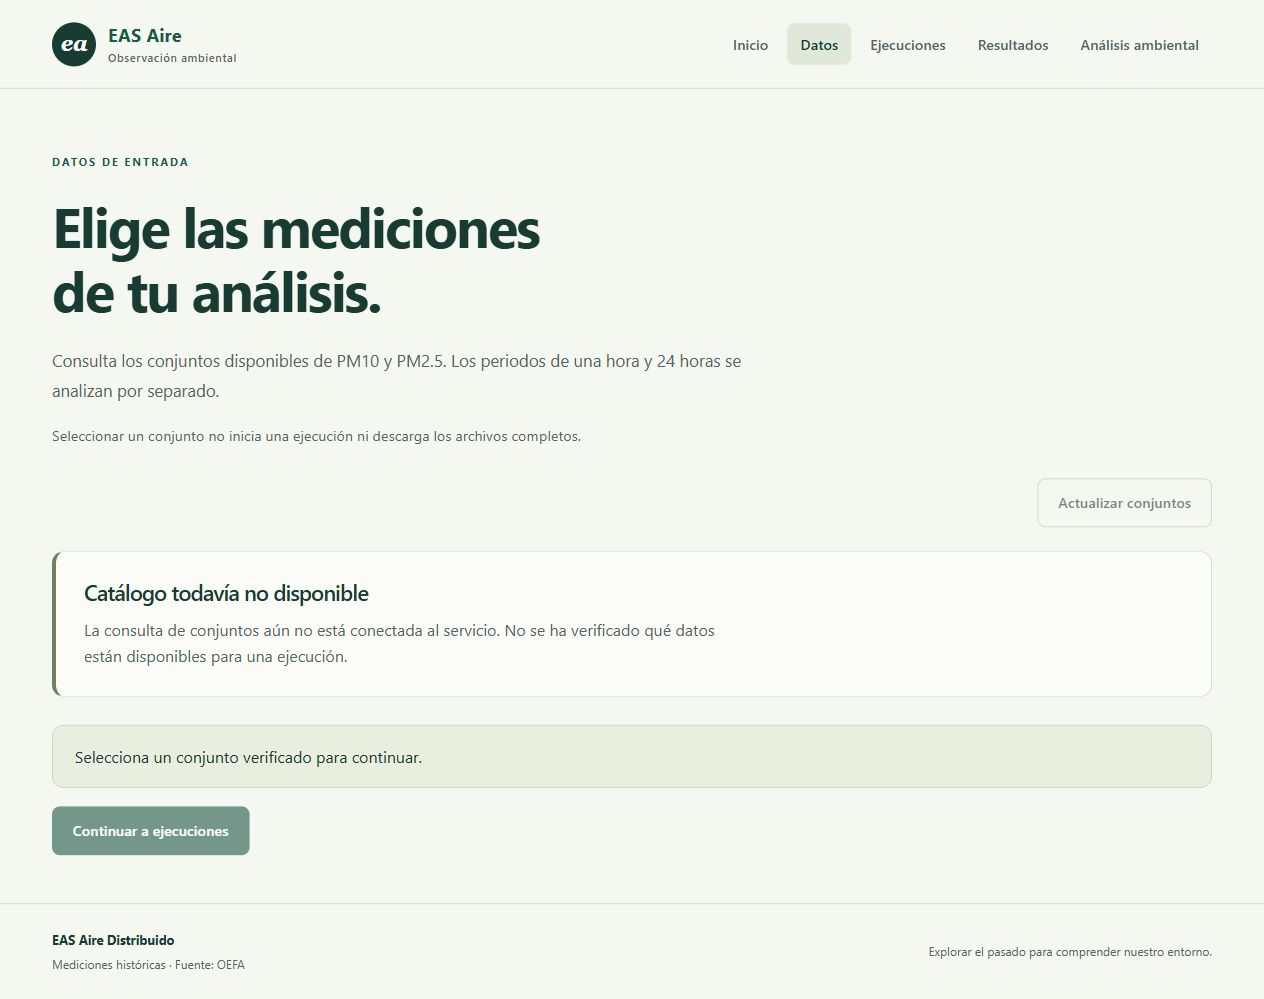 ea
EAS Aire
Observación ambiental
Inicio
Datos
Ejecuciones
Resultados
Análisis ambiental
DATOS DE ENTRADA
Elige las mediciones
de tu análisis.
Consulta los conjuntos disponibles de PM10 y PM2.5. Los periodos de una hora y 24 horas se
analizan por separado.
Seleccionar un conjunto no inicia una ejecución ni descarga los archivos completos.
Actualizar conjuntos
Catálogo todavía no disponible
La consulta de conjuntos aún no está conectada al servicio. No se ha verificado qué datos
están disponibles para una ejecución.
Selecciona un conjunto verificado para continuar.
Continuar a ejecuciones
EAS Aire Distribuido
Mediciones históricas · Fuente: OEFA
Explorar el pasado para comprender nuestro entorno.